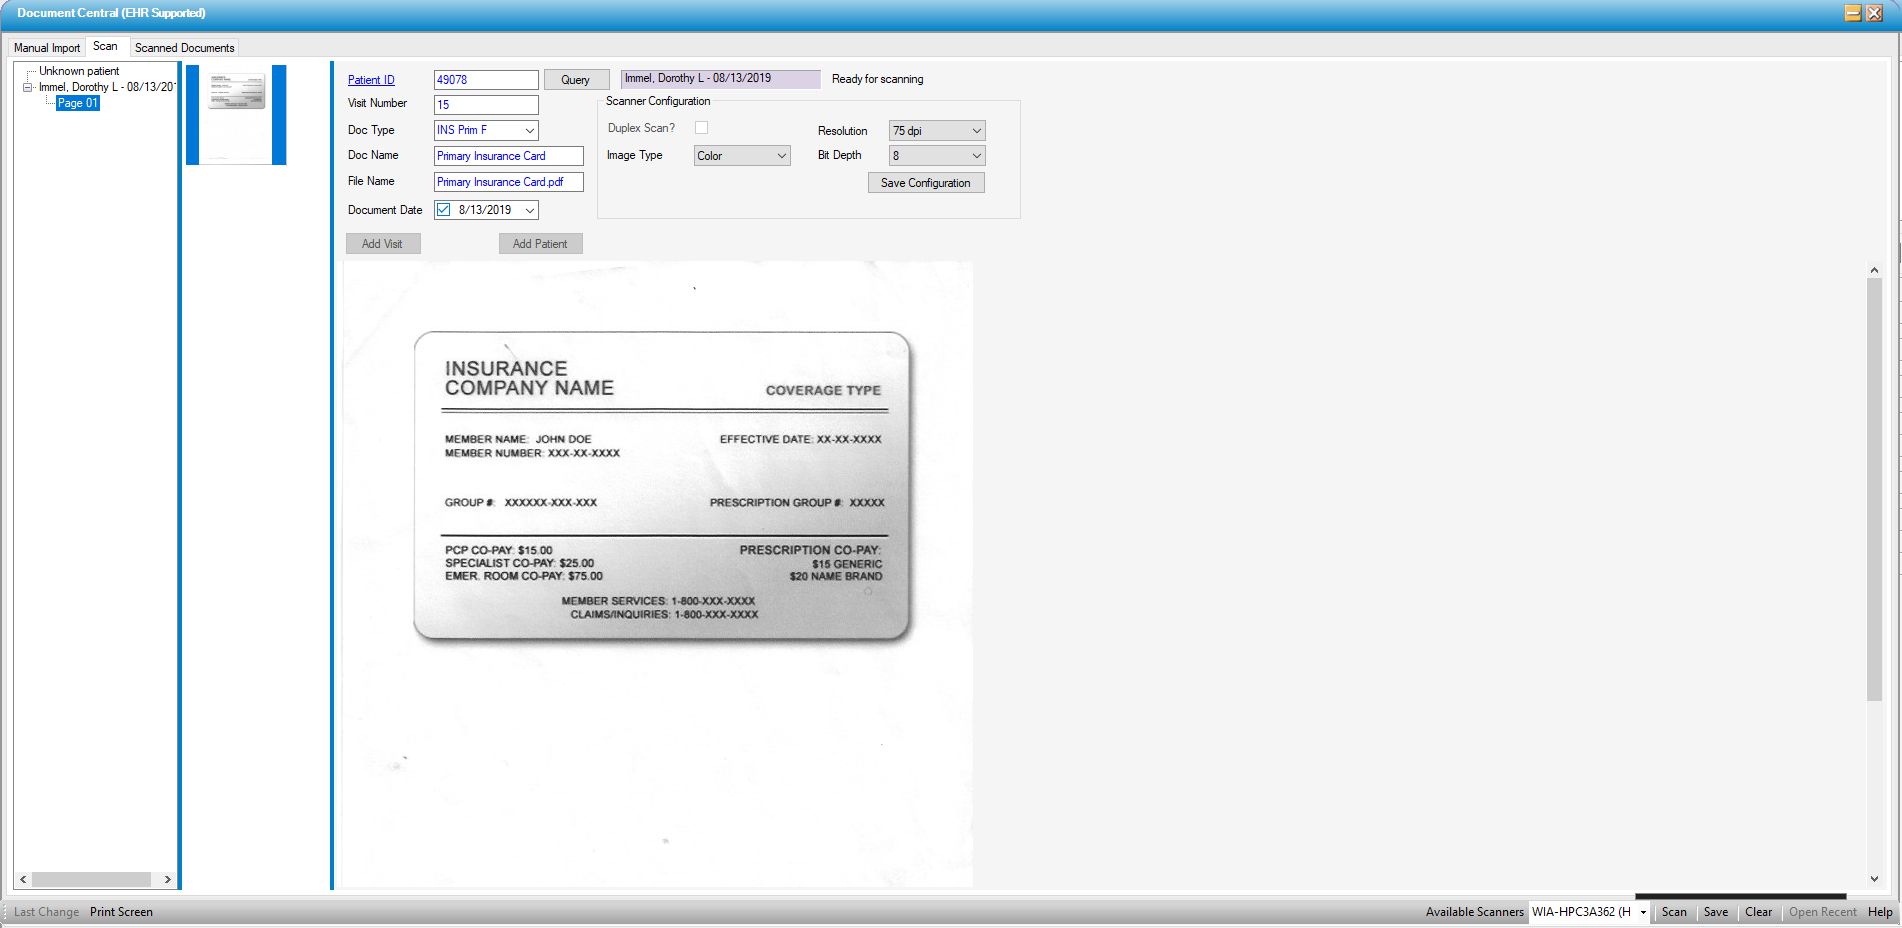 Document Central (EHR Supported)
Manual Import Scan Scanned Documents
Unknown patient
Immel, Dorothy L - 08/13/201
Page 01
Patient ID 49078 Query Immel, Dorothy L - 08/13/2019 Ready for scanning
Visit Number 15
Doc Type INS Prim F
Doc Name Primary Insurance Card
File Name Primary Insurance Card.pdf
Document Date 8/13/2019
Add Visit Add Patient
Scanner Configuration
Duplex Scan? Resolution 75 dpi
Image Type Color Bit Depth 8
Save Configuration
INSURANCE
COMPANY NAME COVERAGE TYPE
MEMBER NAME: JOHN DOE EFFECTIVE DATE: XX-XX-XXXX
MEMBER NUMBER: XXX-XX-XXXX
GROUP #: XXXXXX-XXX-XXX PRESCRIPTION GROUP #: XXXXX
PCP CO-PAY: $15.00 PRESCRIPTION CO-PAY:
SPECIALIST CO-PAY: $25.00 $15 GENERIC
EMER. ROOM CO-PAY: $75.00 $20 NAME BRAND
MEMBER SERVICES: 1-800-XXX-XXXX
CLAIMS/INQUIRIES: 1-800-XXX-XXXX
Last Change Print Screen Available Scanners WIA-HPC3A362 (H Scan Save Clear Open Recent Help